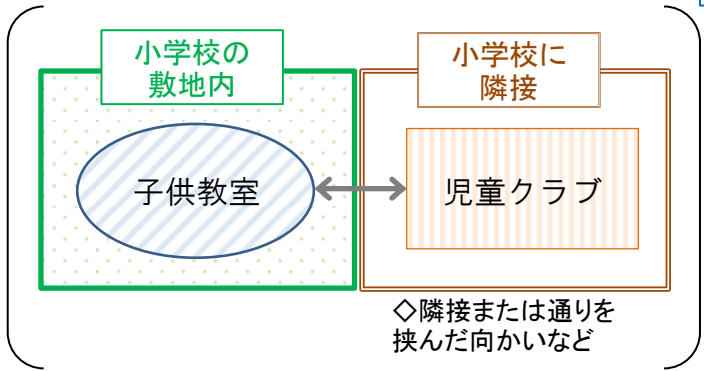 小学校の
敷地内
小学校に
隣接
子供教室
児童クラブ
◇隣接または通りを
挟んだ向かいなど